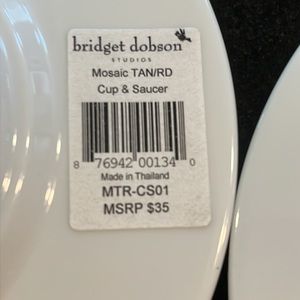 bridget dobson
STUDIOS
Mosaic TAN/RD
Cup & Saucer
8 76942 00134 0
Made in Thailand
MTR-CS01
MSRP $35